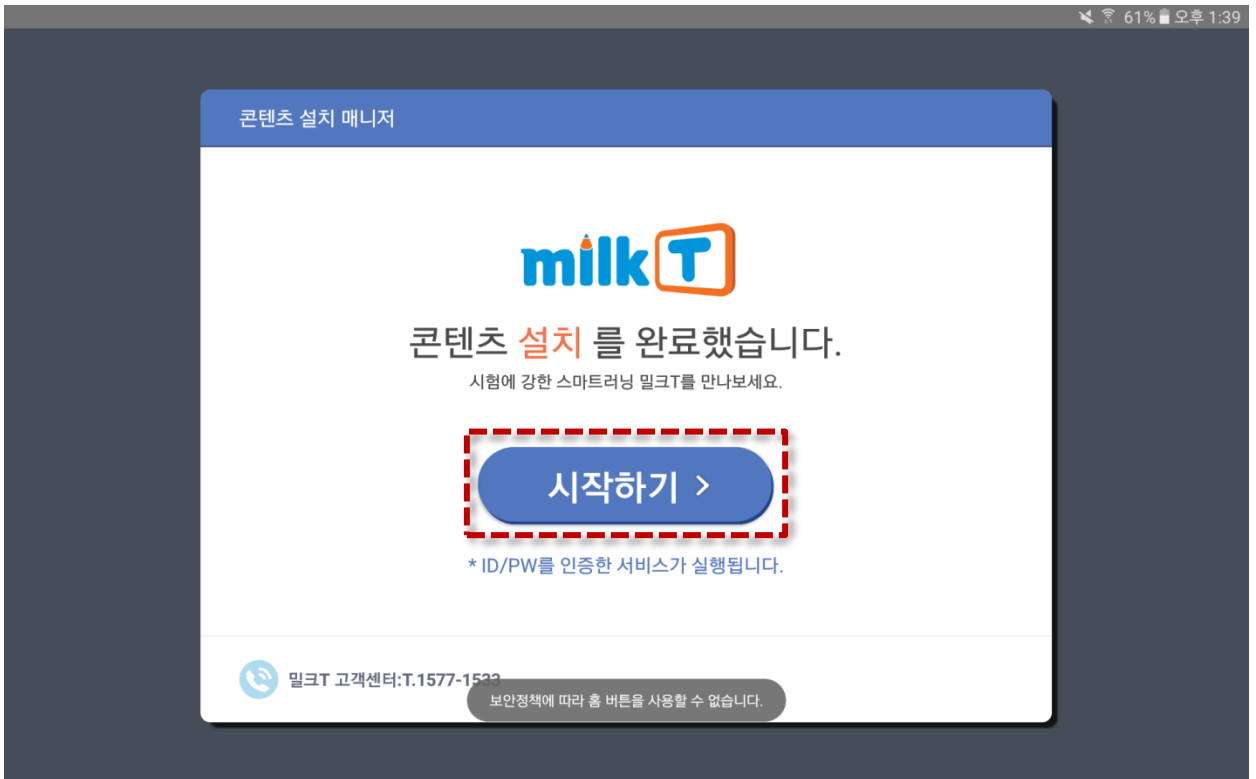 61% 오후 1:39
콘텐츠 설치 매니저
milk T
콘텐츠 설치 를 완료했습니다.
시험에 강한 스마트러닝 밀크T를 만나보세요.
시작하기 >
* ID/PW를 인증한 서비스가 실행됩니다.
밀크T 고객센터:T.1577-1533
보안정책에 따라 홈 버튼을 사용할 수 없습니다.